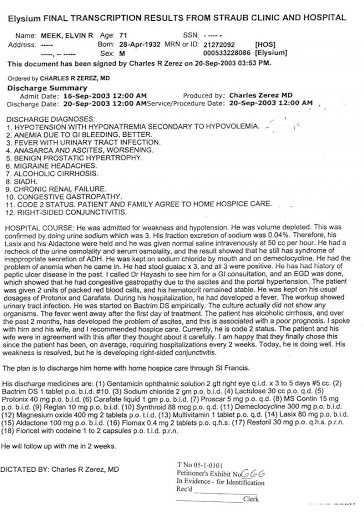 Elysium FINAL TRANSCRIPTION RESULTS FROM STRAUB CLINIC AND HOSPITAL
Name: MEEK, ELVIN R Age: 71 SSN: - ---- -
Address: ----- Born: 28-Apr-1932 MRN or ID: 21272092 [HOS]
-----, -- ----- Sex: M 000533228086 [Elysium]
This document has been signed by Charles R Zerez on 20-Sep-2003 03:53 PM.
Ordered by CHARLES R ZEREZ, MD
Discharge Summary
Admit Date: 16-Sep-2003 12:00 AM Produced by: Charles Zerez MD
Discharge Date: 20-Sep-2003 12:00 AM Service/Procedure Date: 20-Sep-2003 12:00 AM
DISCHARGE DIAGNOSES:
1. HYPOTENSION WITH HYPONATREMIA SECONDARY TO HYPOVOLEMIA.
2. ANEMIA DUE TO GI BLEEDING, BETTER.
3. FEVER WITH URINARY TRACT INFECTION.
4. ANASARCA AND ASCITES, WORSENING.
5. BENIGN PROSTATIC HYPERTROPHY.
6. MIGRAINE HEADACHES.
7. ALCOHOLIC CIRRHOSIS.
8. SIADH.
9. CHRONIC RENAL FAILURE.
10. CONGESTIVE GASTROPATHY.
11. CODE 2 STATUS. PATIENT AND FAMILY AGREE TO HOME HOSPICE CARE.
12. RIGHT-SIDED CONJUNCTIVITIS.
HOSPITAL COURSE: He was admitted for weakness and hypotension. He was volume depleted. This was
confirmed by doing urine sodium which was 3. His fraction excretion of sodium was 0.04%. Therefore, his
Lasix and his Aldactone were held and he was given normal saline intravenously at 50 cc per hour. He had a
recheck of the urine osmolality and serum osmolality, and the result showed that he still has syndrome of
inappropriate secretion of ADH. He was kept on sodium chloride by mouth and on demeclocycline. He had the
problem of anemia when he came in. He had stool guaiac x 3, and all 3 were positive. He has had history of
peptic ulcer disease in the past. I called Dr Hayashi to see him for a GI consultation, and an EGD was done,
which showed that he had congestive gastropathy due to the ascites and the portal hypertension. The patient
was given 2 units of packed red blood cells, and his hematocrit remained stable. He was kept on his usual
dosages of Protonix and Carafate. During his hospitalization, he had developed a fever. The workup showed
urinary tract infection. He was started on Bactrim DS empirically. The culture actually did not show any
organisms. The fever went away after the first day of treatment. The patient has alcoholic cirrhosis, and over
the past 2 months, has developed the problem of ascites, and this is associated with a poor prognosis. I spoke
with him and his wife, and I recommended hospice care. Currently, he is code 2 status. The patient and his
wife were in agreement with this after they thought about it carefully. I am happy that they finally chose this
since the patient has been, on average, requiring hospitalizations every 2 weeks. Today, he is doing well. His
weakness is resolved, but he is developing right-sided conjunctivitis.
The plan is to discharge him home with home hospice care through St Francis.
His discharge medicines are: (1) Gentamicin ophthalmic solution 2 gtt right eye q.i.d. x 3 to 5 days #5 cc. (2)
Bactrim DS 1 tablet p.o. b.i.d. #10. (3) Sodium chloride 2 gm p.o. b.i.d. (4) Lactulose 30 cc p.o. q.d. (5)
Protonix 40 mg p.o. b.i.d. (6) Carafate liquid 1 gm p.o. b.i.d. (7) Proscar 5 mg p.o. q.d. (8) MS Contin 15 mg
p.o. b.i.d. (9) Reglan 10 mg p.o. b.i.d. (10) Synthroid 88 mcg p.o. q.d. (11) Demeclocycline 300 mg p.o. b.i.d.
(12) Magnesium oxide 400 mg 2 tablets p.o. t.i.d. (13) Multivitamin 1 tablet p.o. q.d. (14) Lasix 80 mg p.o. b.i.d.
(15) Aldactone 100 mg p.o. b.i.d. (16) Flomax 0.4 mg 2 tablets p.o. q.h.s. (17) Restoril 30 mg p.o. q.h.s. p.r.n.
(18) Fioricet with codeine 1 to 2 capsules p.o. t.i.d. p.r.n.
He will follow up with me in 2 weeks.
DICTATED BY: Charles R Zerez, MD
T No 05-1-0101
Petitioner's Exhibit No. 666
In Evidence - for Identification
Rec'd
Clerk